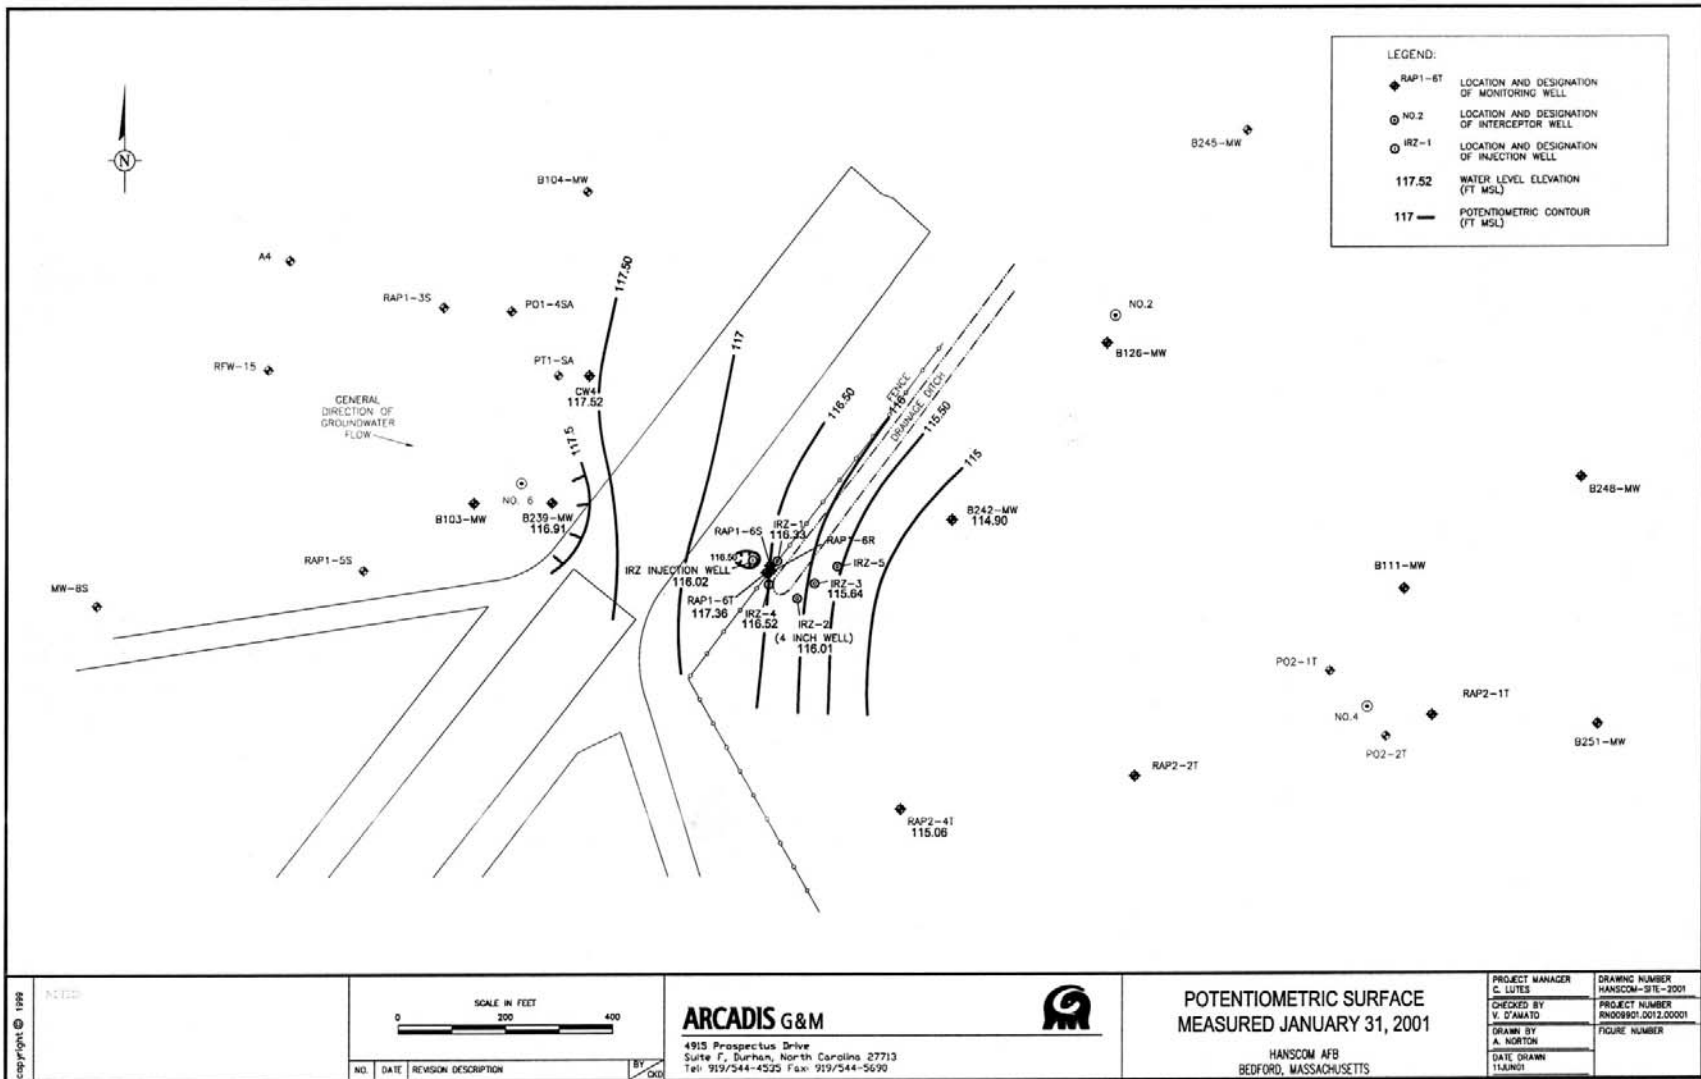 LEGEND:
RAP1-6T LOCATION AND DESIGNATION
OF MONITORING WELL
NO.2 LOCATION AND DESIGNATION
OF INTERCEPTOR WELL
IRZ-1 LOCATION AND DESIGNATION
OF INJECTION WELL
117.52 WATER LEVEL ELEVATION
(FT MSL)
117 POTENTIOMETRIC CONTOUR
(FT MSL)
N
B245-MW
B104-MW
A4
117.50
RAP1-3S
PO1-4SA
NO.2
B126-MW
117
RFW-15
PT1-SA
CW4
117.52
GENERAL
DIRECTION OF
GROUNDWATER
FLOW
FENCE
116
DRAINAGE DITCH
116.50
115.50
117.5
115
NO. 6
B103-MW
B239-MW
116.91
B248-MW
B242-MW
114.90
RAP1-6S
IRZ-1
116.33
RAP1-6R
116.50
IRZ INJECTION WELL
116.02
IRZ-5
IRZ-3
115.64
RAP1-5S
B111-MW
MW-8S
RAP1-6T
117.36
IRZ-4
116.52
IRZ-2
(4 INCH WELL)
116.01
PO2-1T
RAP2-1T
NO.4
PO2-2T
B251-MW
RAP2-2T
RAP2-4T
115.06
copyright © 1999
NOTES:
SCALE IN FEET
0 200 400
NO. DATE REVISION DESCRIPTION BY CKD
ARCADIS G&M
4915 Prospectus Drive
Suite F, Durham, North Carolina 27713
Tel: 919/544-4535 Fax: 919/544-5690
POTENTIOMETRIC SURFACE
MEASURED JANUARY 31, 2001
HANSCOM AFB
BEDFORD, MASSACHUSETTS
PROJECT MANAGER
C. LUTES
DRAWING NUMBER
HANSCOM-SITE-2001
CHECKED BY
V. D'AMATO
PROJECT NUMBER
RN009901.0012.00001
DRAWN BY
A. NORTON
FIGURE NUMBER
DATE DRAWN
11JUN01